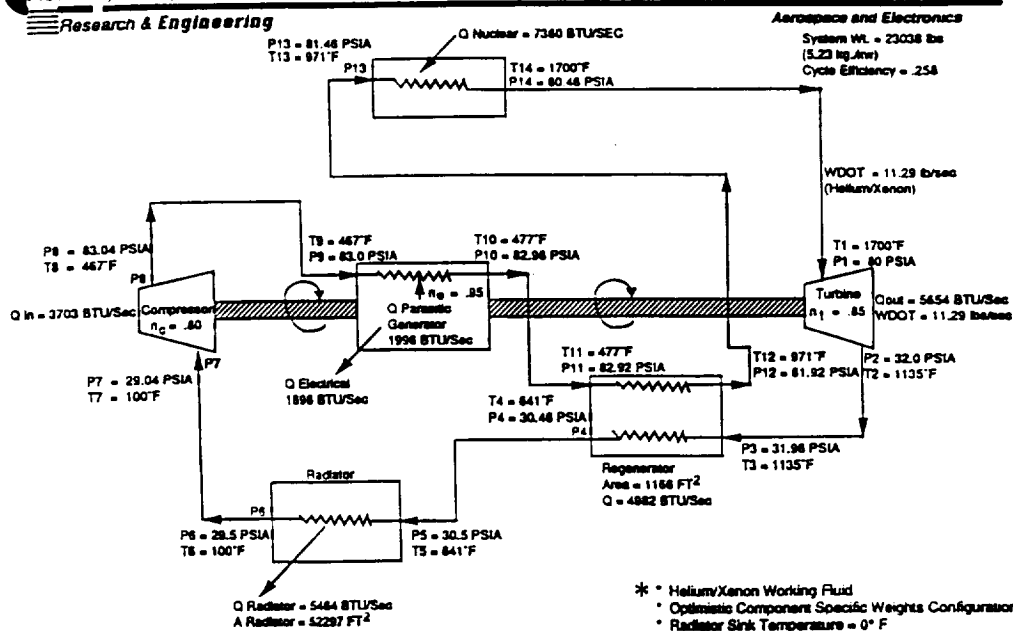 Research & Engineering
Aerospace and Electronics
System Wt. = 23038 lbs
(5.23 kg./kw)
Cycle Efficiency = .258
P13 = 81.46 PSIA
T13 = 971°F
Q Nuclear = 7360 BTU/SEC
P13
T14 = 1700°F
P14 = 80.46 PSIA
WDOT = 11.29 lb/sec
(Helium/Xenon)
P8 = 83.04 PSIA
T8 = 467°F
P8
T9 = 467°F
P9 = 83.0 PSIA
T10 = 477°F
P10 = 82.96 PSIA
T1 = 1700°F
P1 = 80 PSIA
Q in = 3703 BTU/Sec
Compressor
nc = .80
ne = .95
Q Parasitic
Generator
1996 BTU/Sec
Turbine
nt = .85
Qout = 5654 BTU/Sec
WDOT = 11.29 lbs/sec
P7
P7 = 29.04 PSIA
T7 = 100°F
Q Electrical
1896 BTU/Sec
T11 = 477°F
P11 = 82.92 PSIA
T12 = 971°F
P12 = 81.92 PSIA
P2 = 32.0 PSIA
T2 = 1135°F
T4 = 641°F
P4 = 30.46 PSIA
P4
P3 = 31.96 PSIA
T3 = 1135°F
Regenerator
Area = 1166 FT2
Q = 4982 BTU/Sec
Radiator
P6
P6 = 29.5 PSIA
T6 = 100°F
P5 = 30.5 PSIA
T5 = 641°F
Q Radiator = 5464 BTU/Sec
A Radiator = 52297 FT2
* • Helium/Xenon Working Fluid
• Optimistic Component Specific Weights Configuration
• Radiator Sink Temperature = 0° F